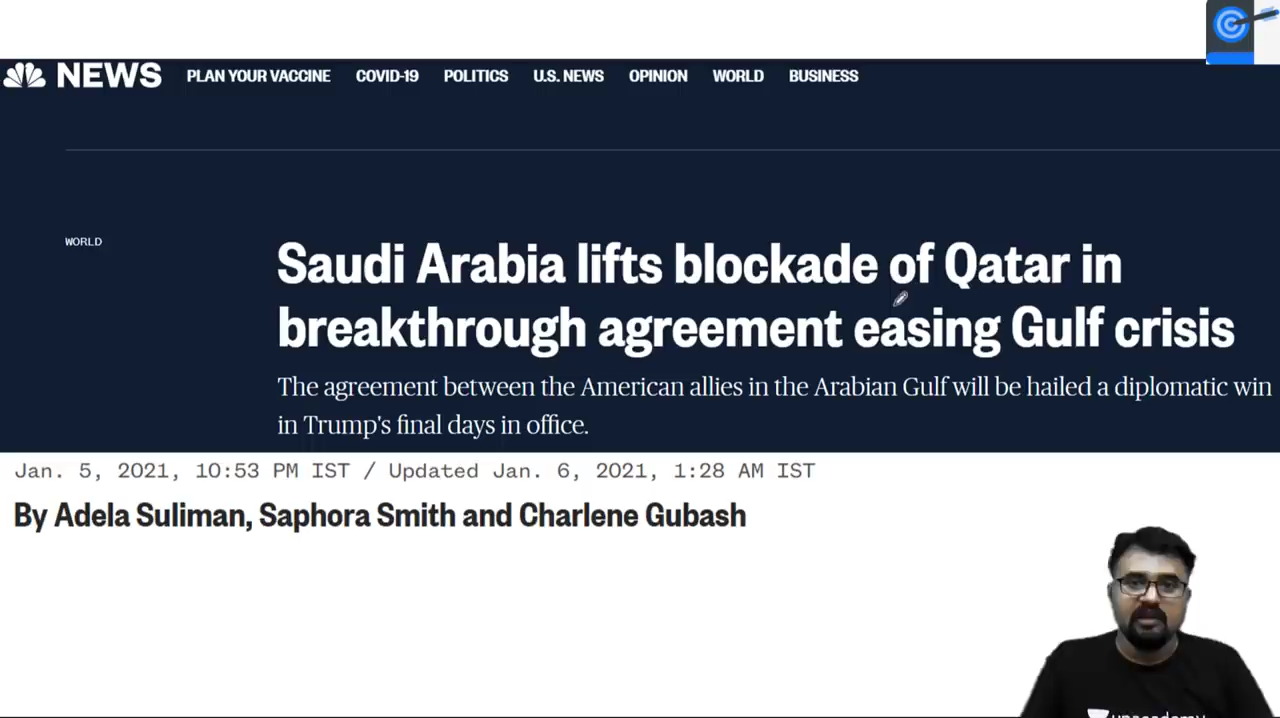 NEWS PLAN YOUR VACCINE COVID-19 POLITICS U.S. NEWS OPINION WORLD BUSINESS
WORLD
Saudi Arabia lifts blockade of Qatar in
breakthrough agreement easing Gulf crisis
The agreement between the American allies in the Arabian Gulf will be hailed a diplomatic win
in Trump's final days in office.
Jan. 5, 2021, 10:53 PM IST / Updated Jan. 6, 2021, 1:28 AM IST
By Adela Suliman, Saphora Smith and Charlene Gubash